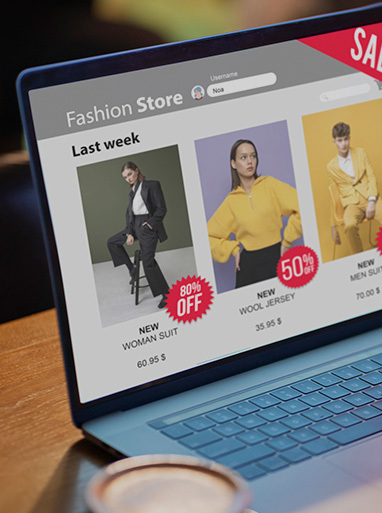 SAL
Fashion Store
Username
Noa
Last week
80%
OFF
50%
OFF
NEW
WOMAN SUIT
60.95 $
NEW
WOOL JERSEY
35.95 $
NEW
MEN SUIT
70.00 $